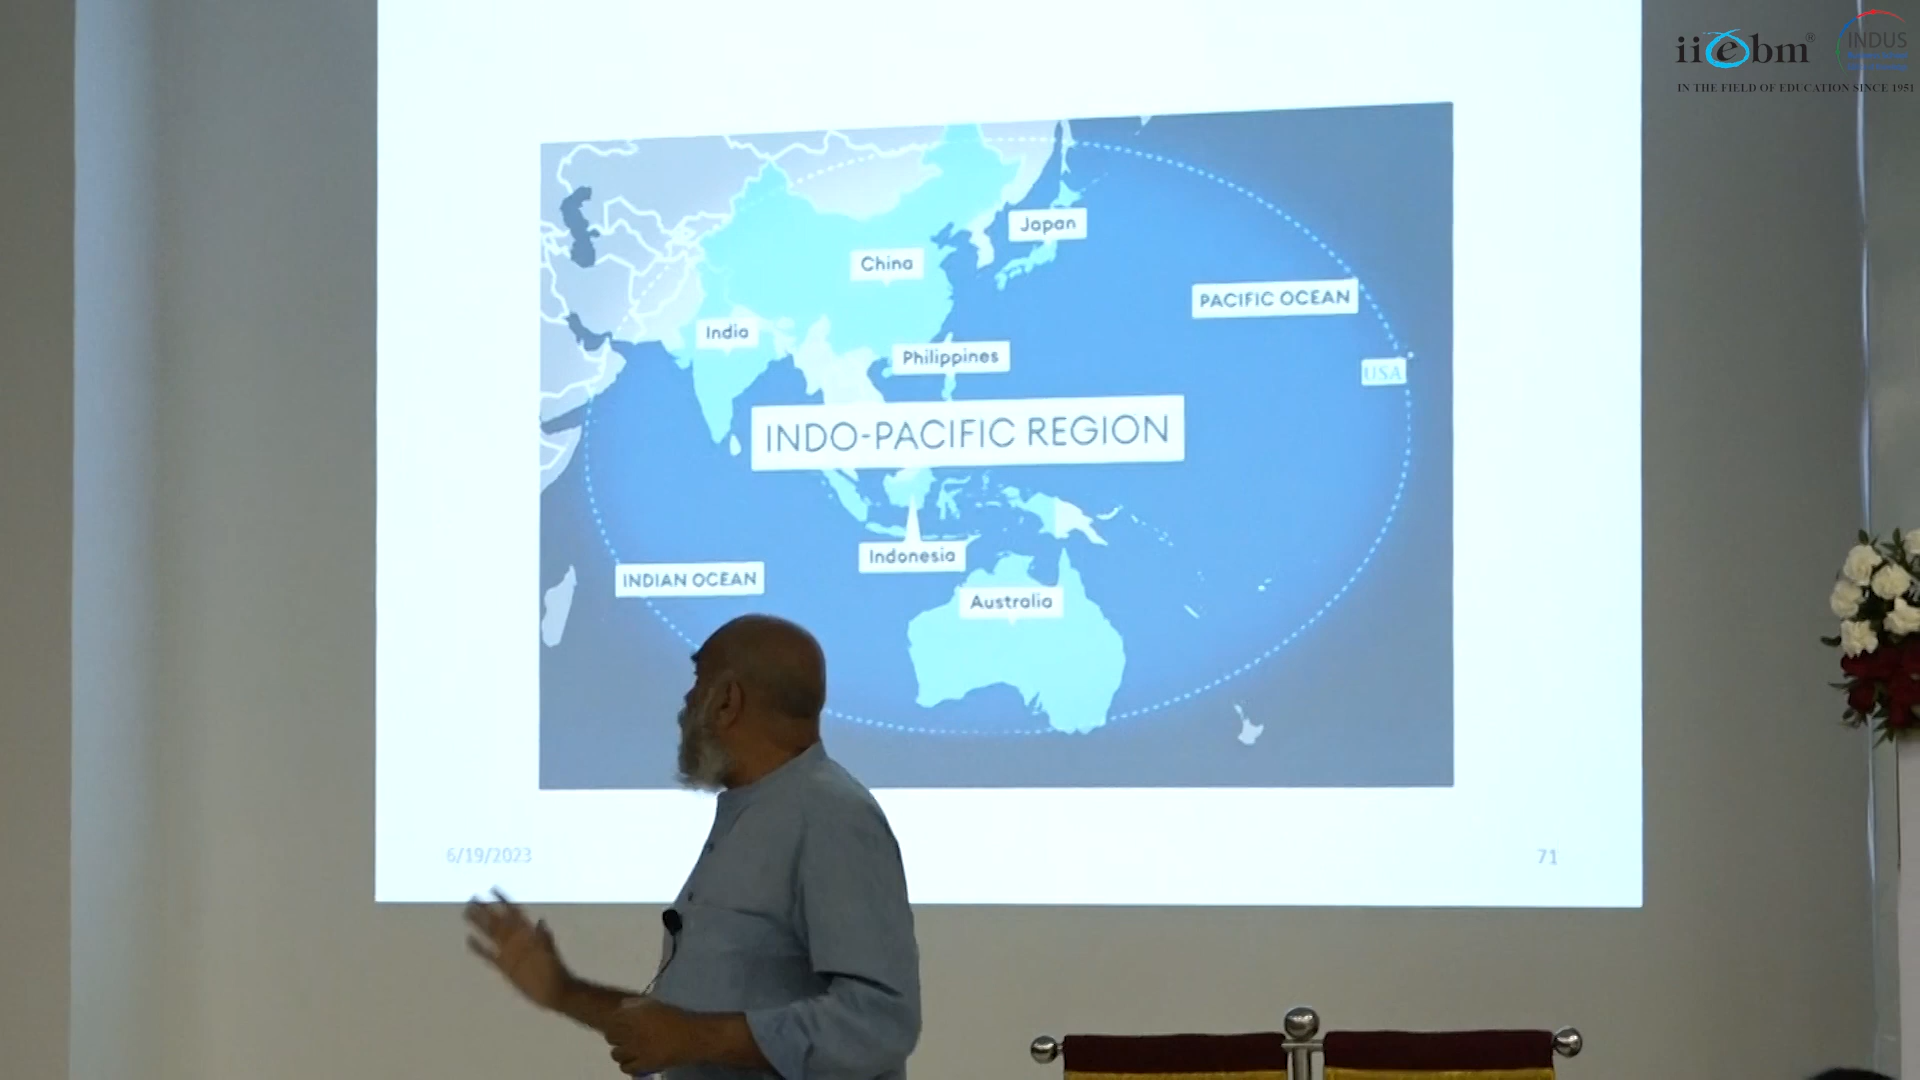 iiebm®
INDUS
IN THE FIELD OF EDUCATION SINCE 1951
Japan
China
PACIFIC OCEAN
India
Philippines
USA
INDO-PACIFIC REGION
Indonesia
INDIAN OCEAN
Australia
6/19/2023
71